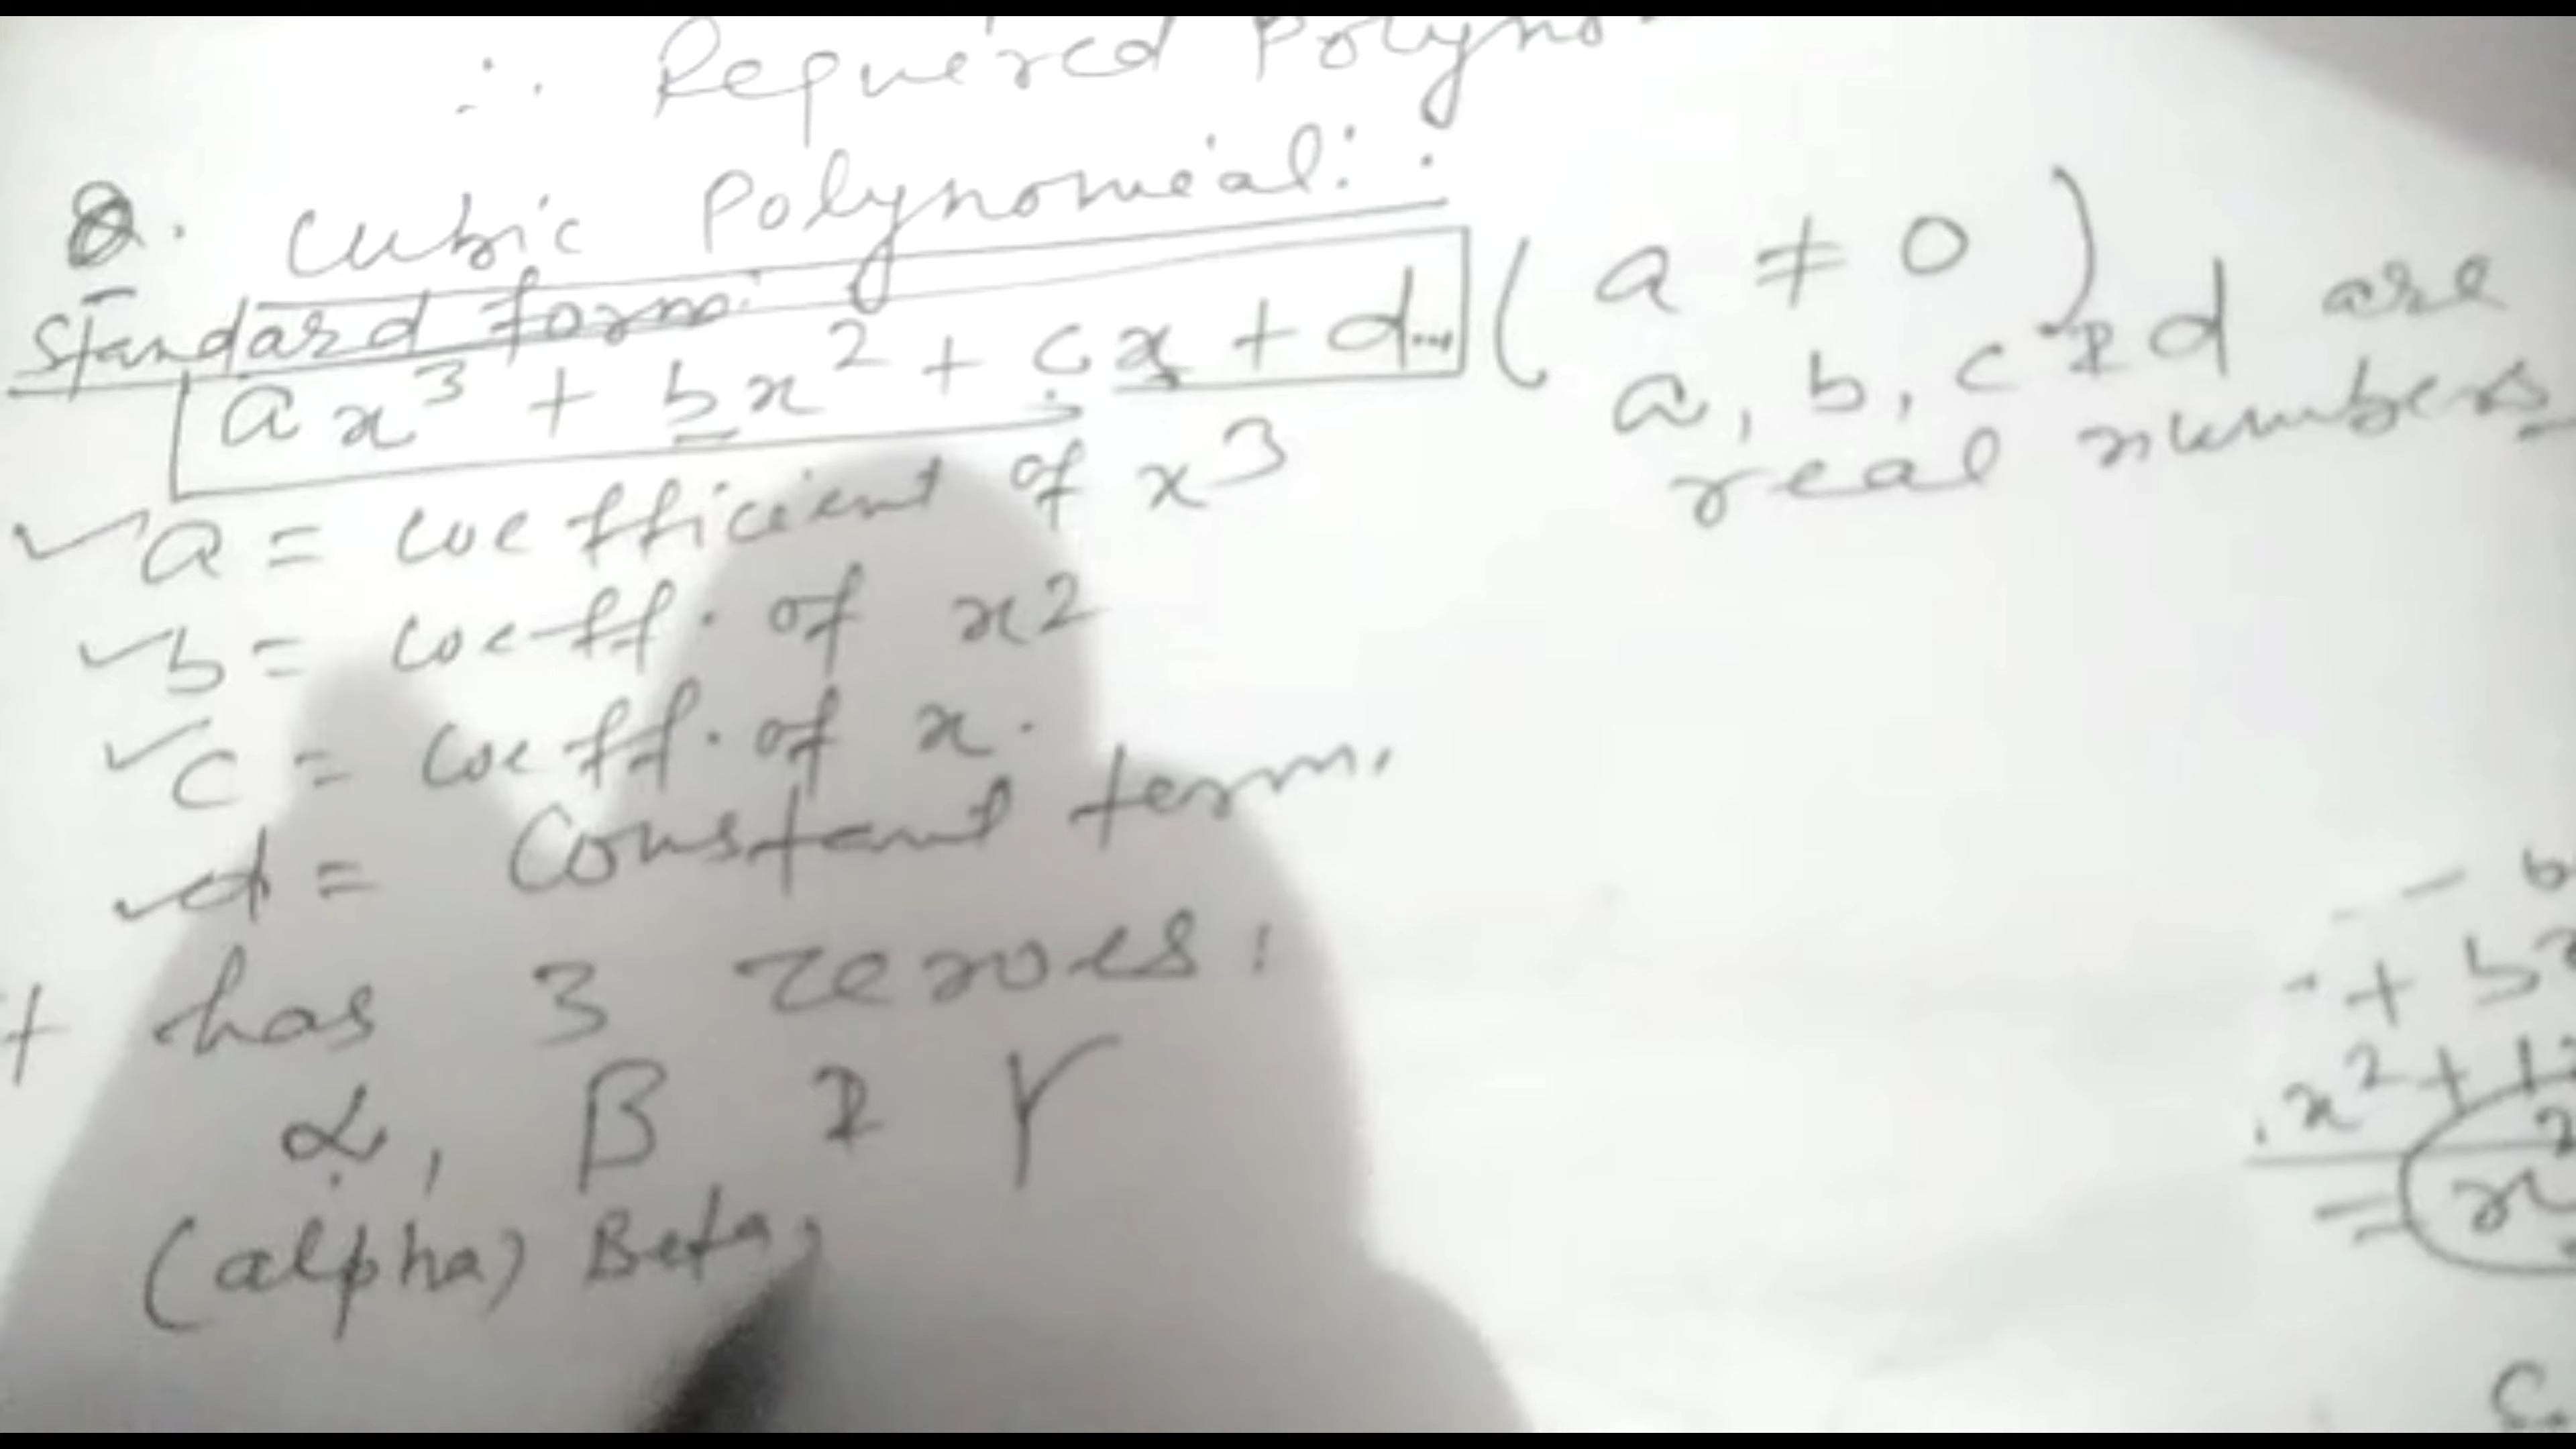 ∴ Required
Q. Cubic Polynomial:
Standard form:
ax³ + bx² + cx + d... (a ≠ 0)
a, b, c & d are
real numbers
✓a = coefficient of x³
✓b = coeff. of x²
✓c = coeff. of x.
✓d = Constant term.
has 3 zeroes:
α, β & γ
(alpha) Beta,
- b
+ b
x² +
=